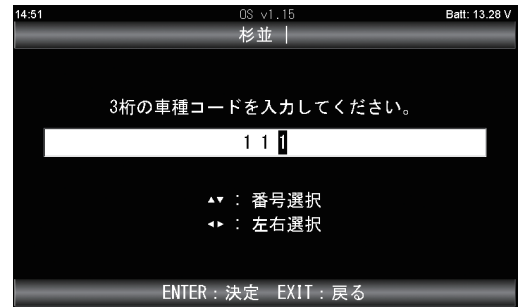 14:51 OS v1.15 Batt: 13.28 V
杉並 |
3桁の車種コードを入力してください。
1 1 1
▲▼ : 番号選択
◀▶ : 左右選択
ENTER:決定 EXIT:戻る